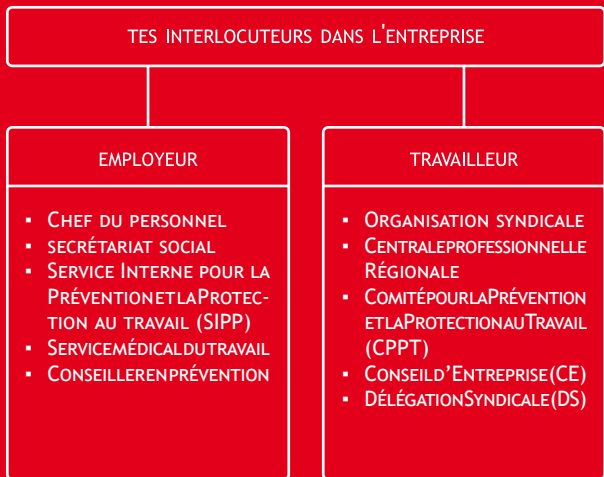 TES INTERLOCUTEURS DANS L'ENTREPRISE
EMPLOYEUR
▪ CHEF DU PERSONNEL
▪ SECRÉTARIAT SOCIAL
▪ SERVICE INTERNE POUR LA
PRÉVENTIONETLAPROTEC-
TION AU TRAVAIL (SIPP)
▪ SERVICEMÉDICALDUTRAVAIL
▪ CONSEILLERENPRÉVENTION
TRAVAILLEUR
▪ ORGANISATION SYNDICALE
▪ CENTRALEPROFESSIONNELLE
RÉGIONALE
▪ COMITÉPOURLAPRÉVENTION
ETLAPROTECTIONAUTRAVAIL
(CPPT)
▪ CONSEILD'ENTREPRISE(CE)
▪ DÉLÉGATIONSYNDICALE(DS)